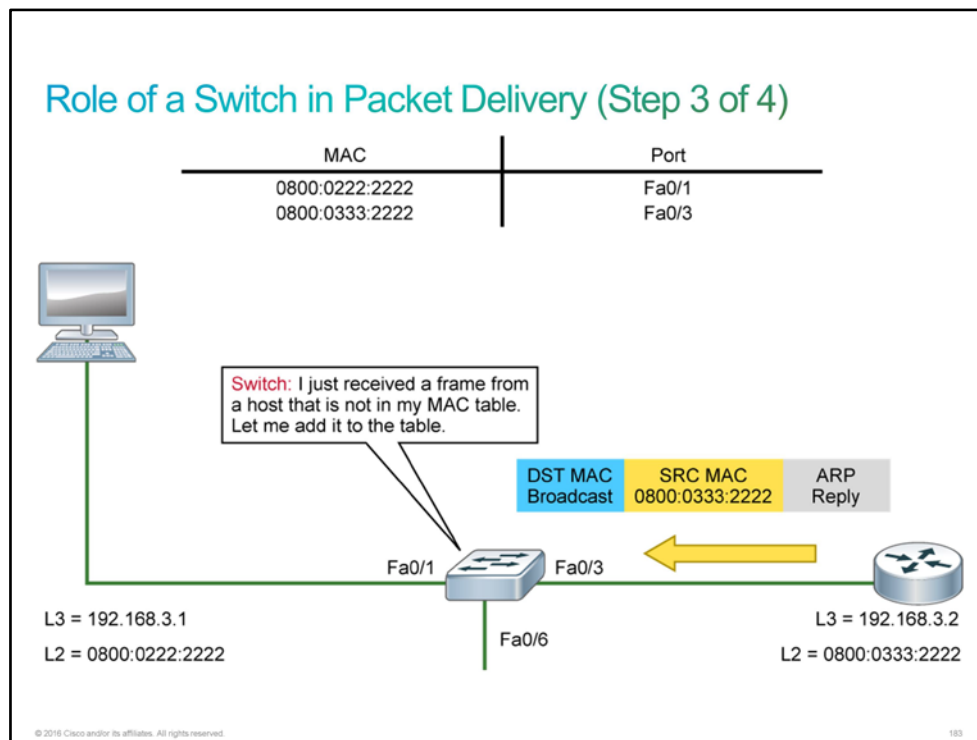 Role of a Switch in Packet Delivery (Step 3 of 4)
MAC Port
0800:0222:2222 Fa0/1
0800:0333:2222 Fa0/3
Switch: I just received a frame from
a host that is not in my MAC table.
Let me add it to the table.
DST MAC
Broadcast
SRC MAC
0800:0333:2222
ARP
Reply
Fa0/1
Fa0/3
Fa0/6
L3 = 192.168.3.1
L2 = 0800:0222:2222
L3 = 192.168.3.2
L2 = 0800:0333:2222
© 2016 Cisco and/or its affiliates. All rights reserved.
183